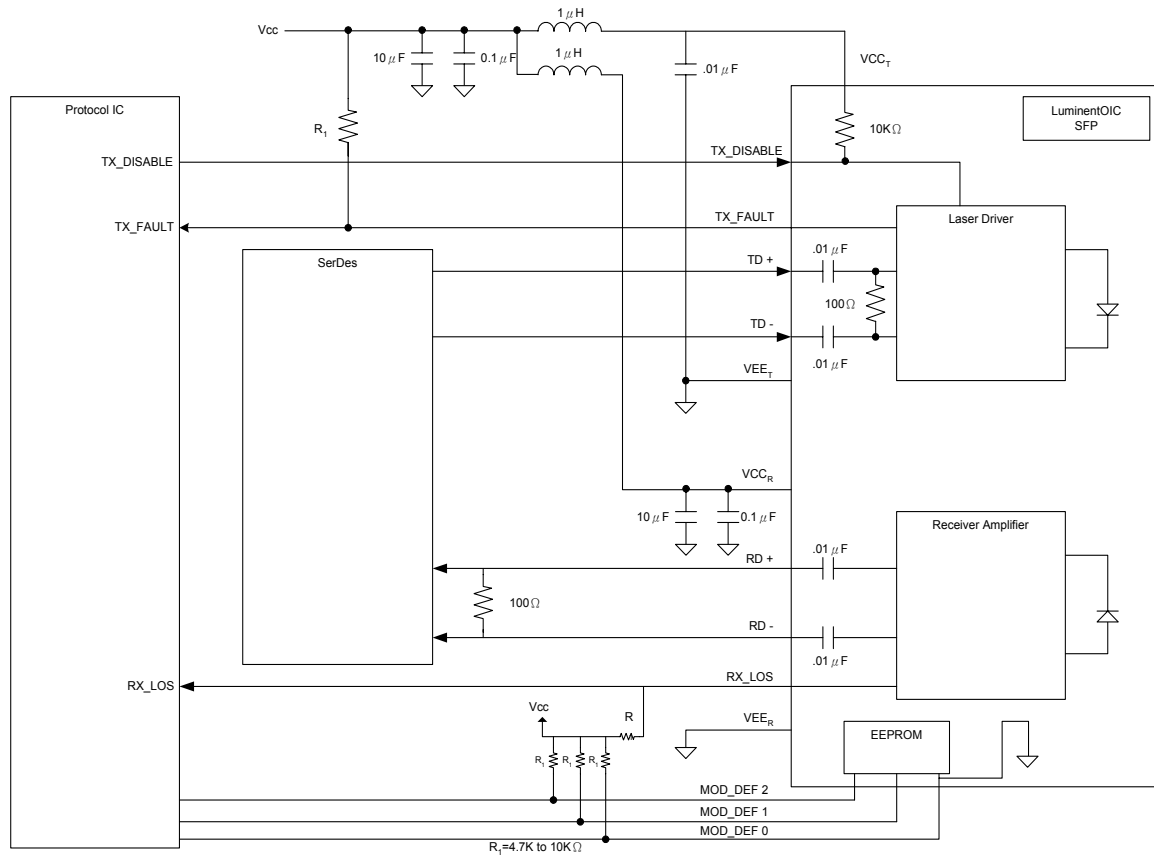 1 μH
Vcc
10 μF
0.1 μF
1 μH
.01 μF
VCC_T
Protocol IC
LuminentOIC
SFP
R₁
10KΩ
TX_DISABLE
TX_DISABLE
TX_FAULT
TX_FAULT
Laser Driver
SerDes
.01 μF
TD +
100Ω
TD -
.01 μF
VEE_T
VCC_R
10 μF
0.1 μF
Receiver Amplifier
.01 μF
RD +
100Ω
RD -
.01 μF
RX_LOS
RX_LOS
Vcc
R
VEE_R
EEPROM
R₁
R₁
R₁
MOD_DEF 2
MOD_DEF 1
MOD_DEF 0
R₁=4.7K to 10KΩ